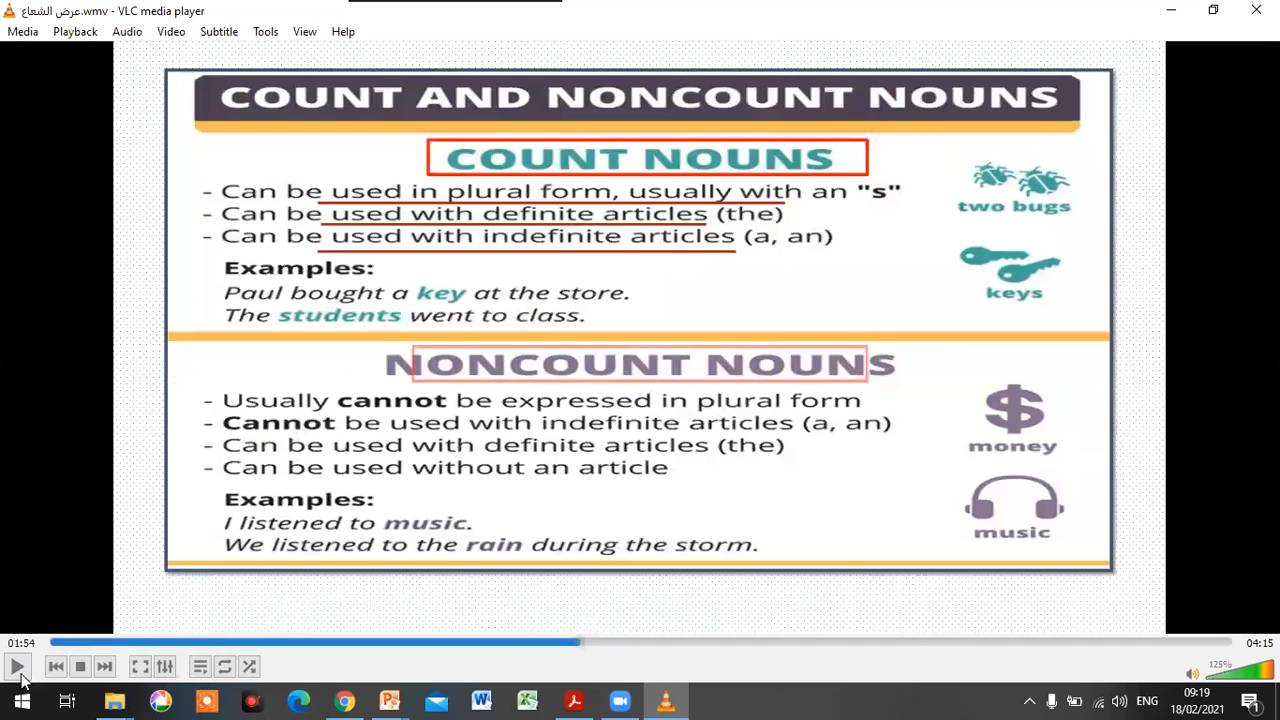 عرض الشعاع.wmv - VLC media player
Media Playback Audio Video Subtitle Tools View Help
COUNT AND NONCOUNT NOUNS
COUNT NOUNS
- Can be used in plural form, usually with an "s"
- Can be used with definite articles (the)
- Can be used with indefinite articles (a, an)
two bugs
Examples:
Paul bought a key at the store.
The students went to class.
keys
NONCOUNT NOUNS
- Usually cannot be expressed in plural form
- Cannot be used with indefinite articles (a, an)
- Can be used with definite articles (the)
- Can be used without an article
$
money
Examples:
I listened to music.
We listened to the rain during the storm.
music
01:54
04:15
125%
09:19
18/02/2021